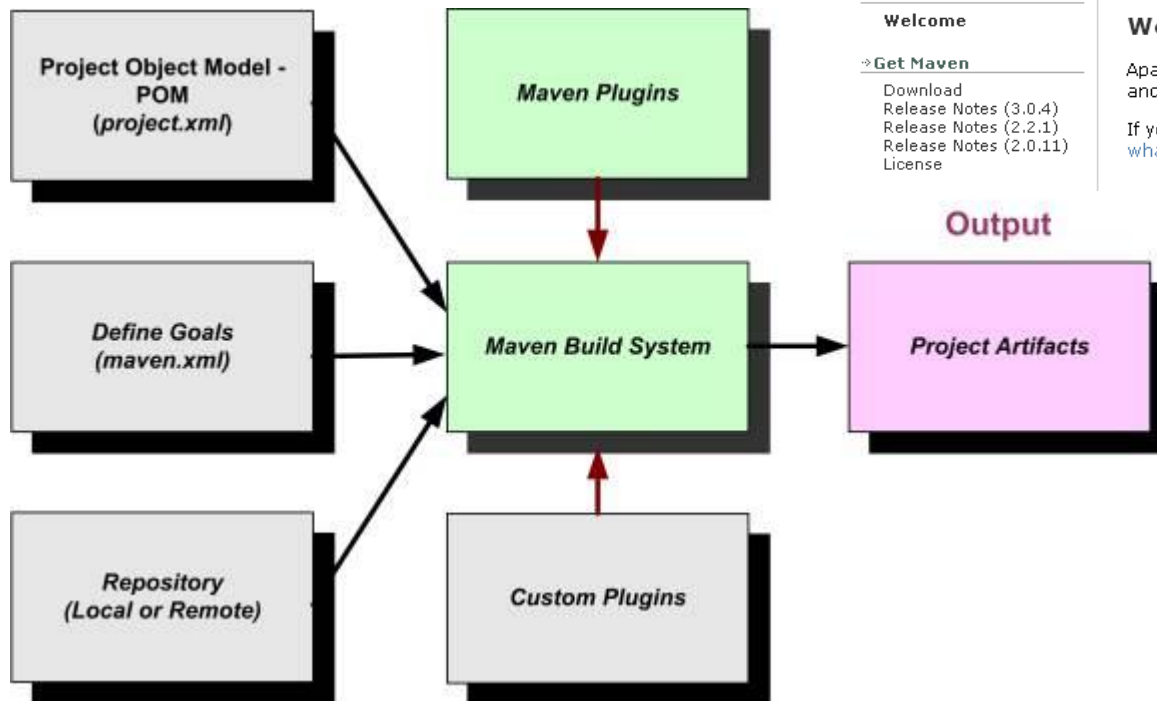 Project Object Model -
POM
(project.xml)
Maven Plugins
Welcome
Get Maven
Download
Release Notes (3.0.4)
Release Notes (2.2.1)
Release Notes (2.0.11)
License
If
Output
Define Goals
(maven.xml)
Maven Build System
Project Artifacts
Repository
(Local or Remote)
Custom Plugins